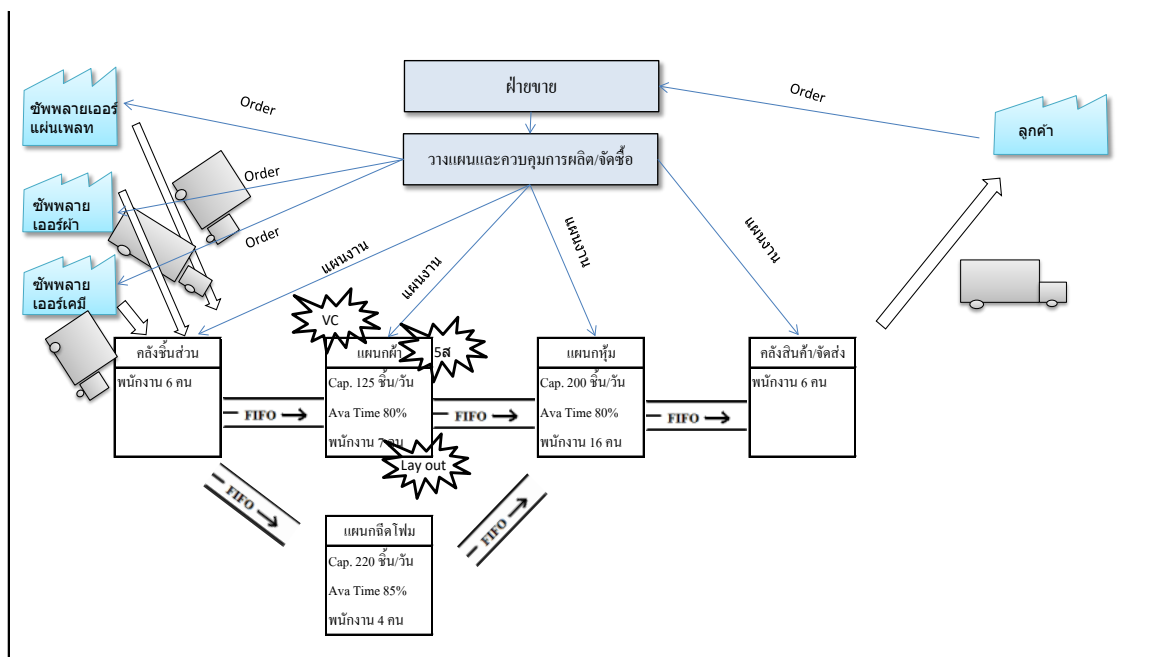 ฝ่ายขาย
วางแผนและควบคุมการผลิต/จัดซื้อ
ซัพพลายเออร์
แผ่นเพลท
ซัพพลาย
เออร์ผ้า
ซัพพลาย
เออร์เคมี
ลูกค้า
Order
Order
Order
Order
แผนงาน
แผนงาน
แผนงาน
แผนงาน
VC
5ส
Lay out
คลังชิ้นส่วน
พนักงาน 6 คน
FIFO
แผนกผ้า
Cap. 125 ชิ้น/วัน
Ava Time 80%
พนักงาน 7 คน
FIFO
แผนกหุ้ม
Cap. 200 ชิ้น/วัน
Ava Time 80%
พนักงาน 16 คน
FIFO
คลังสินค้า/จัดส่ง
พนักงาน 6 คน
FIFO
แผนกฉีดโฟม
Cap. 220 ชิ้น/วัน
Ava Time 85%
พนักงาน 4 คน
FIFO